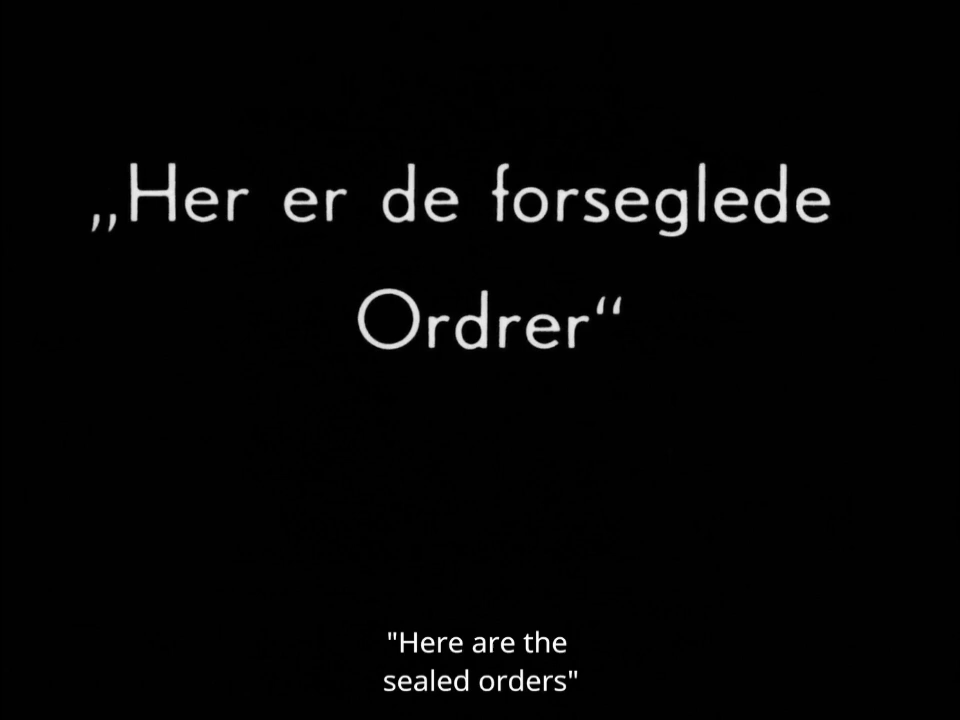 „Her er de forseglede
Ordrer“
"Here are the
sealed orders"